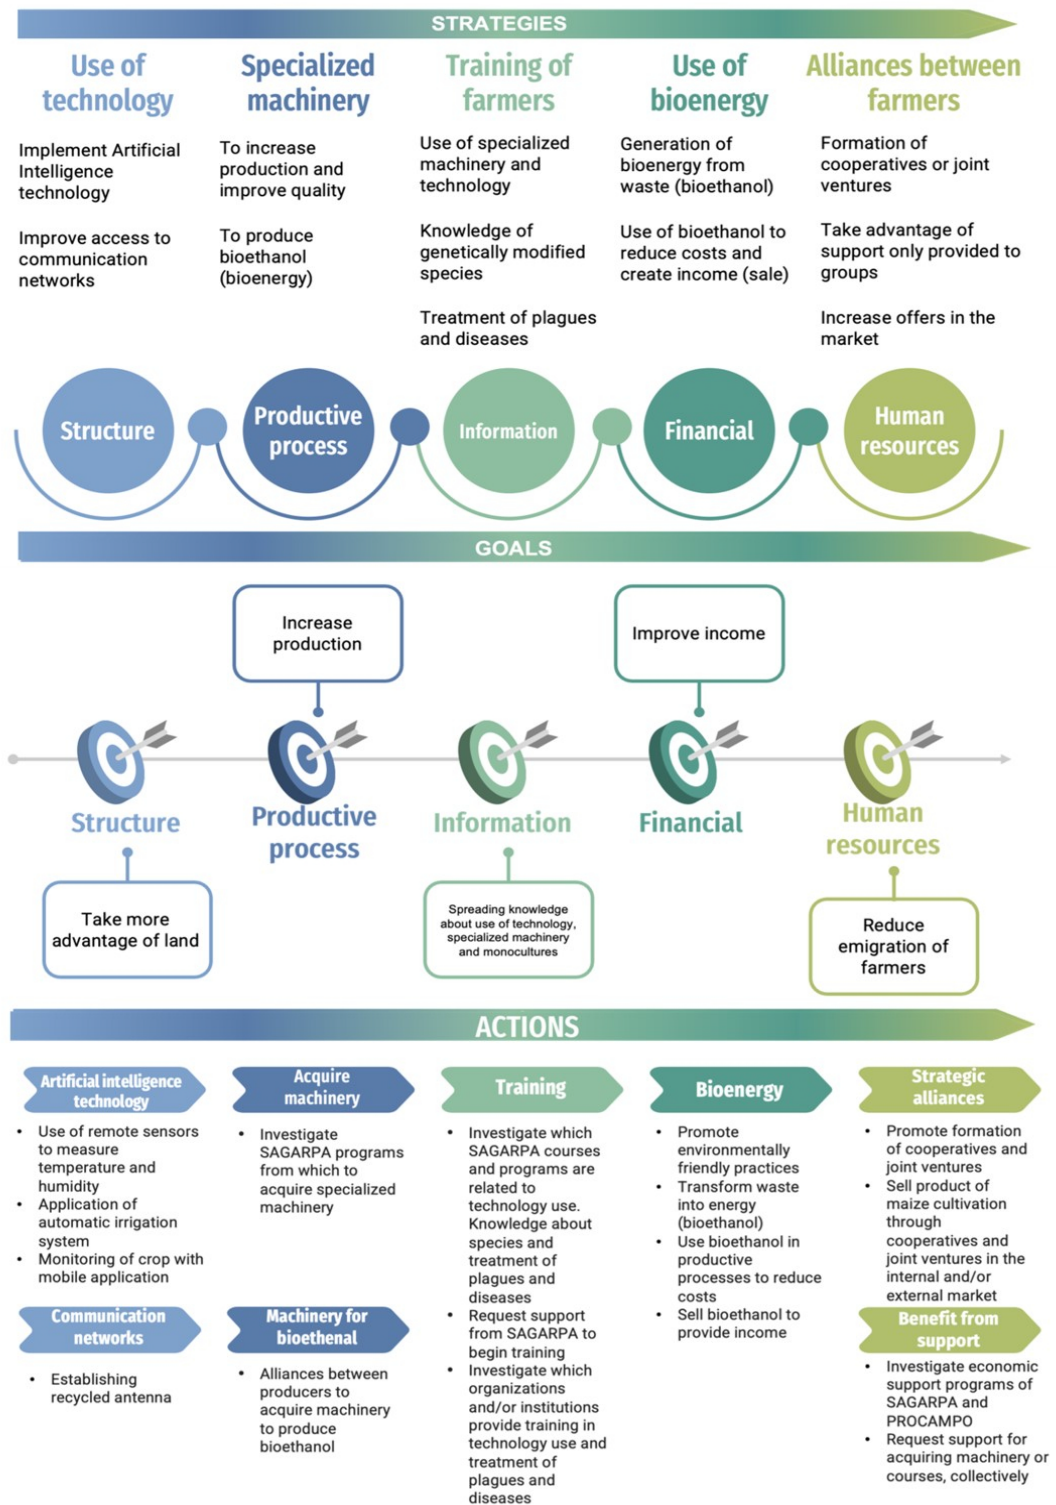 STRATEGIES
Use of
technology
Implement Artificial
Intelligence
technology
Improve access to
communication
networks
Specialized
machinery
To increase
production and
improve quality
To produce
bioethanol
(bioenergy)
Training of
farmers
Use of specialized
machinery and
technology
Knowledge of
genetically modified
species
Treatment of plagues
and diseases
Use of
bioenergy
Generation of
bioenergy from
waste (bioethanol)
Use of bioethanol to
reduce costs and
create income (sale)
Alliances between
farmers
Formation of
cooperatives or joint
ventures
Take advantage of
support only provided to
groups
Increase offers in the
market
Structure
Productive
process
Information
Financial
Human
resources
GOALS
Increase
production
Improve income
Structure
Productive
process
Information
Financial
Human
resources
Take more
advantage of land
Spreading knowledge
about use of technology,
specialized machinery
and monocultures
Reduce
emigration of
farmers
ACTIONS
Artificial intelligence
technology
• Use of remote sensors
to measure
temperature and
humidity
• Application of
automatic irrigation
system
• Monitoring of crop with
mobile application
Communication
networks
• Establishing
recycled antenna
Acquire
machinery
• Investigate
SAGARPA programs
from which to
acquire specialized
machinery
Machinery for
bioethenal
• Alliances between
producers to
acquire machinery
to produce
bioethanol
Training
• Investigate which
SAGARPA courses
and programs are
related to
technology use.
Knowledge about
species and
treatment of
plagues and
diseases
• Request support
from SAGARPA to
begin training
• Investigate which
organizations
and/or institutions
provide training in
technology use and
treatment of
plagues and
diseases
Bioenergy
• Promote
environmentally
friendly practices
• Transform waste
into energy
(bioethanol)
• Use bioethanol in
productive
processes to reduce
costs
• Sell bioethanol to
provide income
Strategic
alliances
• Promote formation
of cooperatives and
joint ventures
• Sell product of
maize cultivation
through
cooperatives and
joint ventures in the
internal and/or
external market
Benefit from
support
• Investigate economic
support programs of
SAGARPA and
PROCAMPO
• Request support for
acquiring machinery or
courses, collectively